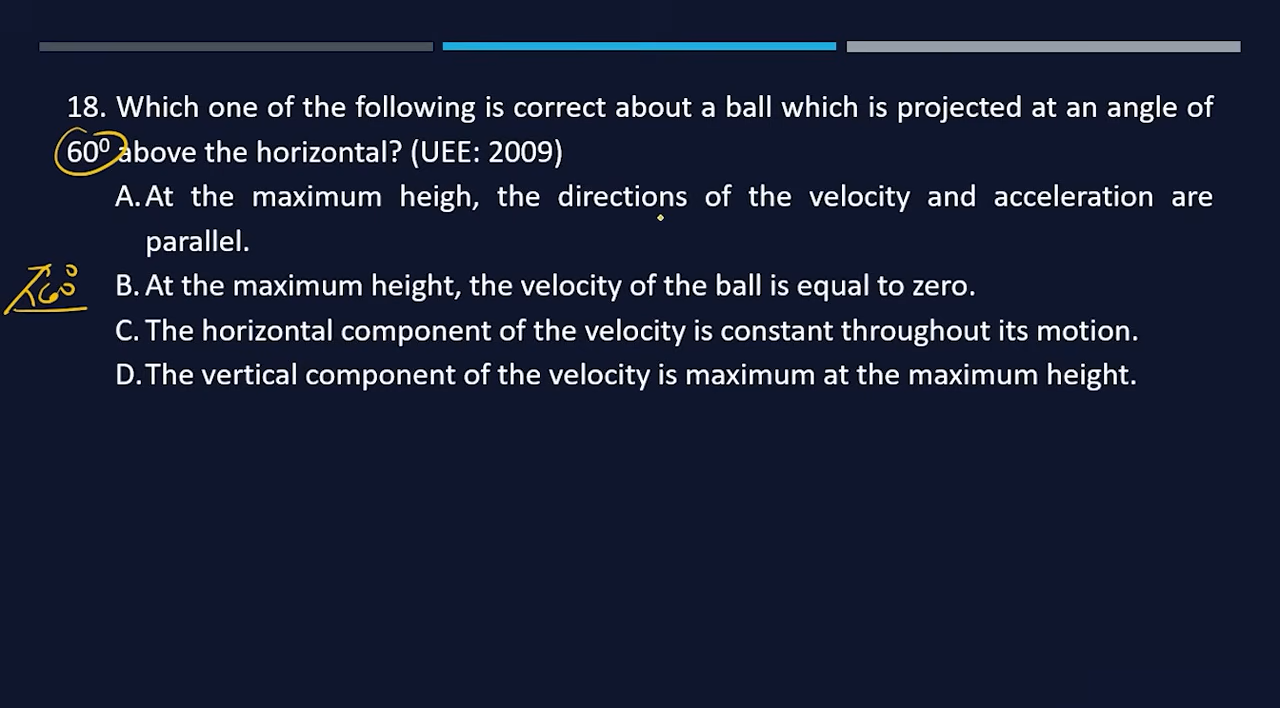 18. Which one of the following is correct about a ball which is projected at an angle of
60⁰ above the horizontal? (UEE: 2009)
A. At the maximum heigh, the directions of the velocity and acceleration are
parallel.
60°
B. At the maximum height, the velocity of the ball is equal to zero.
C. The horizontal component of the velocity is constant throughout its motion.
D. The vertical component of the velocity is maximum at the maximum height.